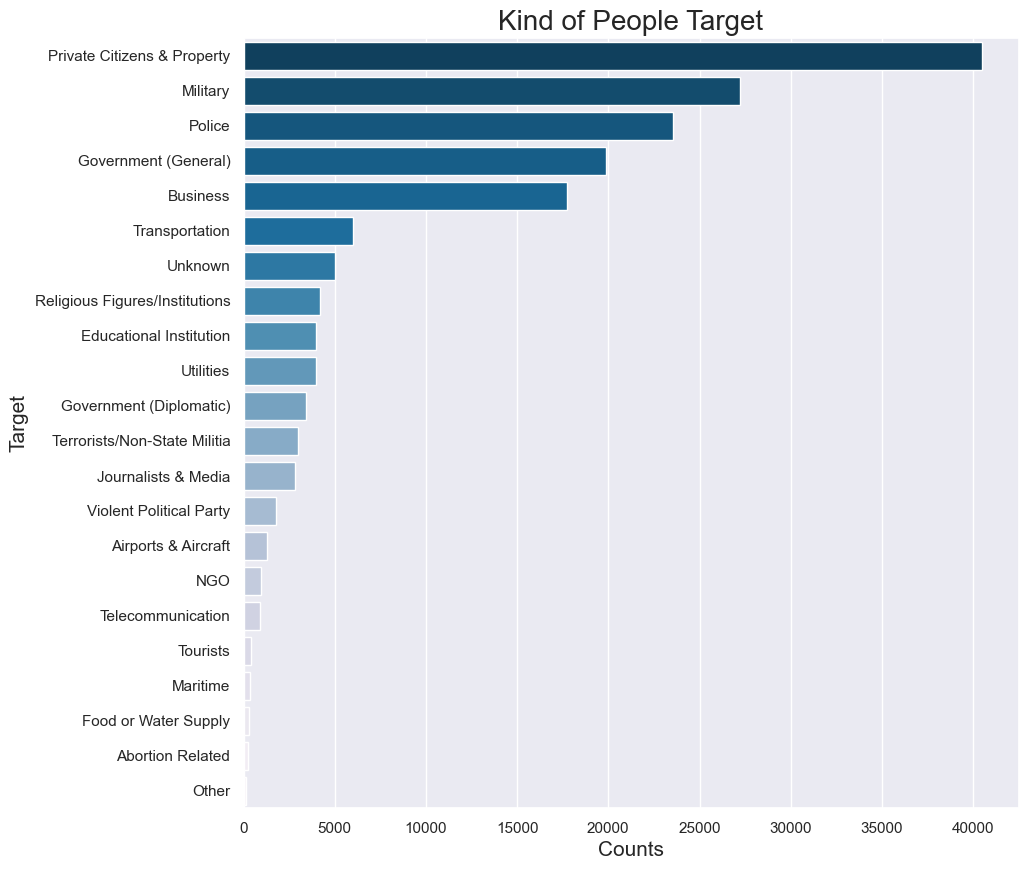 Kind of People Target
Private Citizens & Property
Military
Police
Government (General)
Business
Transportation
Unknown
Religious Figures/Institutions
Educational Institution
Utilities
Government (Diplomatic)
Terrorists/Non-State Militia
Journalists & Media
Violent Political Party
Airports & Aircraft
NGO
Telecommunication
Tourists
Maritime
Food or Water Supply
Abortion Related
Other
Target
0 5000 10000 15000 20000 25000 30000 35000 40000
Counts